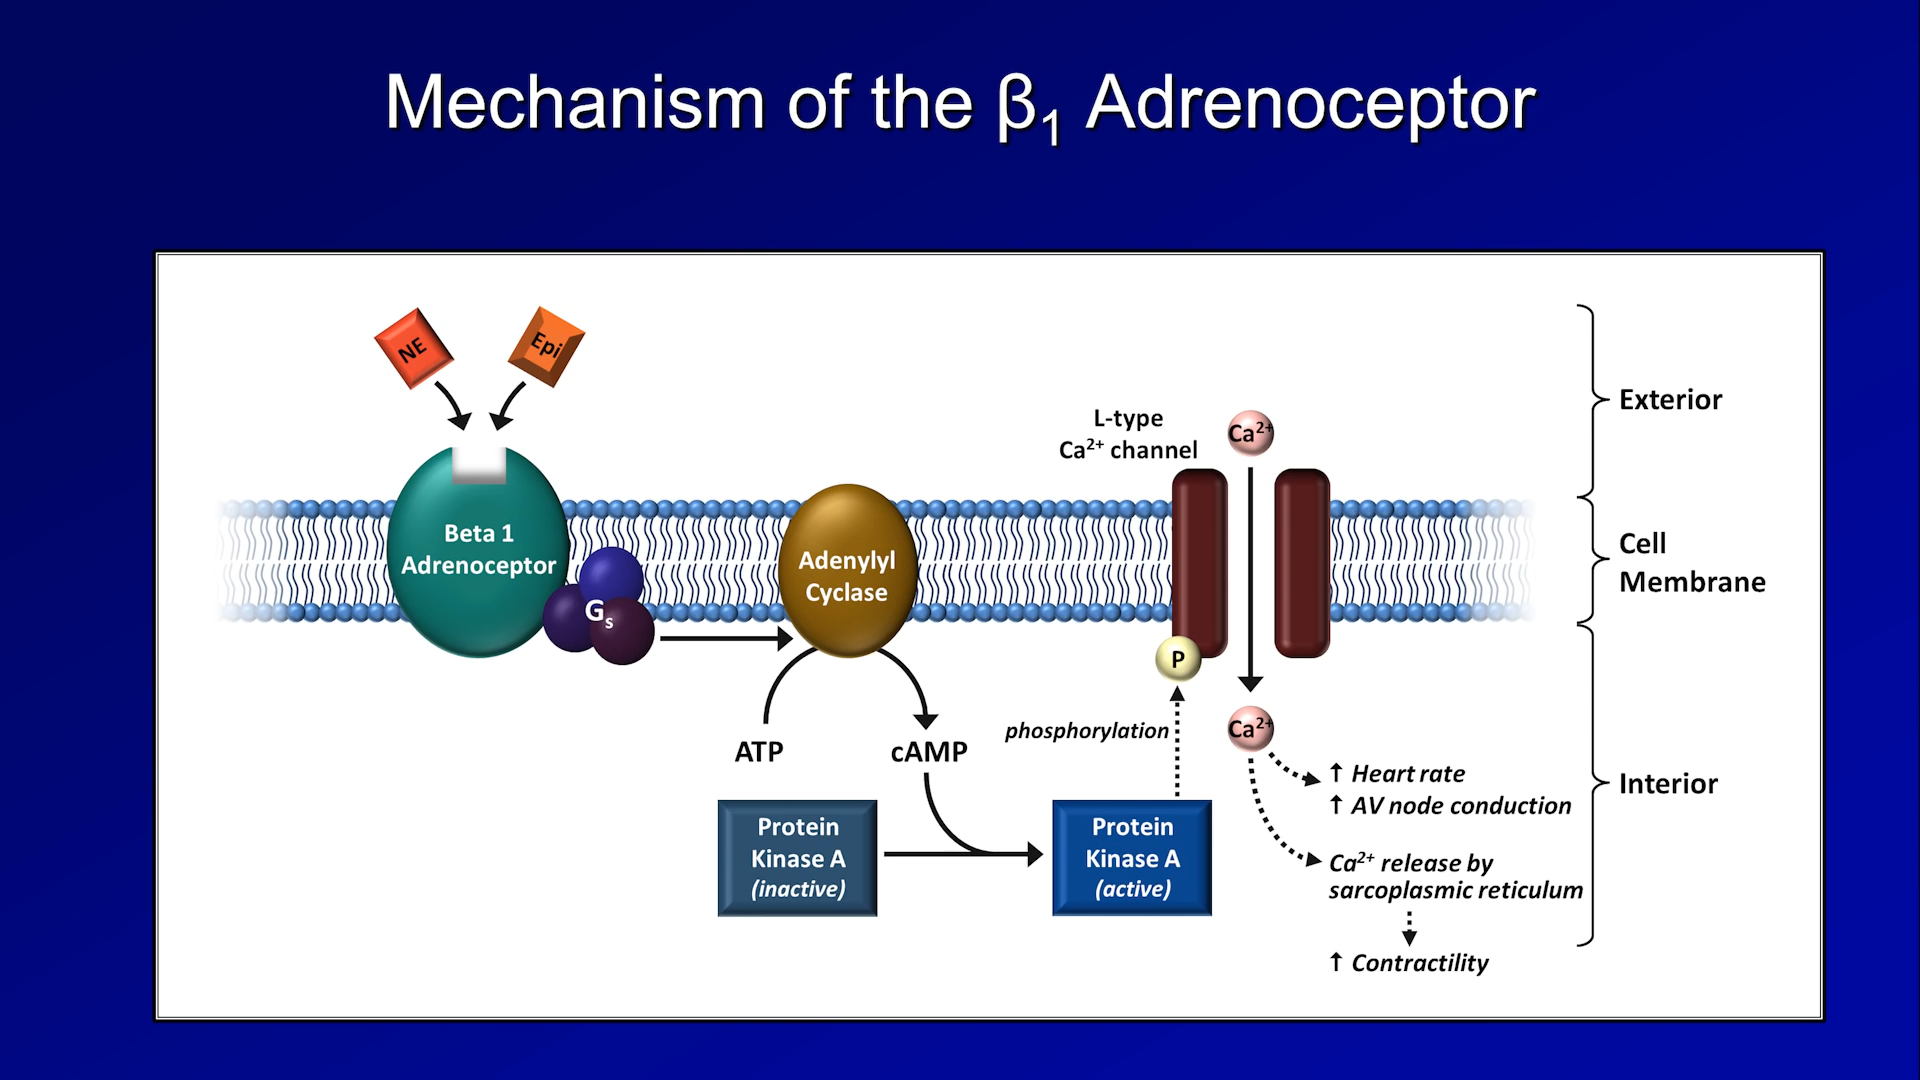 Mechanism of the β₁ Adrenoceptor
NE
Epi
Exterior
L-type
Ca²⁺ channel
Ca²⁺
Beta 1
Adrenoceptor
Gₛ
Adenylyl
Cyclase
Cell
Membrane
P
phosphorylation
Ca²⁺
ATP
cAMP
↑ Heart rate
↑ AV node conduction
Interior
Protein
Kinase A
(inactive)
Protein
Kinase A
(active)
Ca²⁺ release by
sarcoplasmic reticulum
↑ Contractility